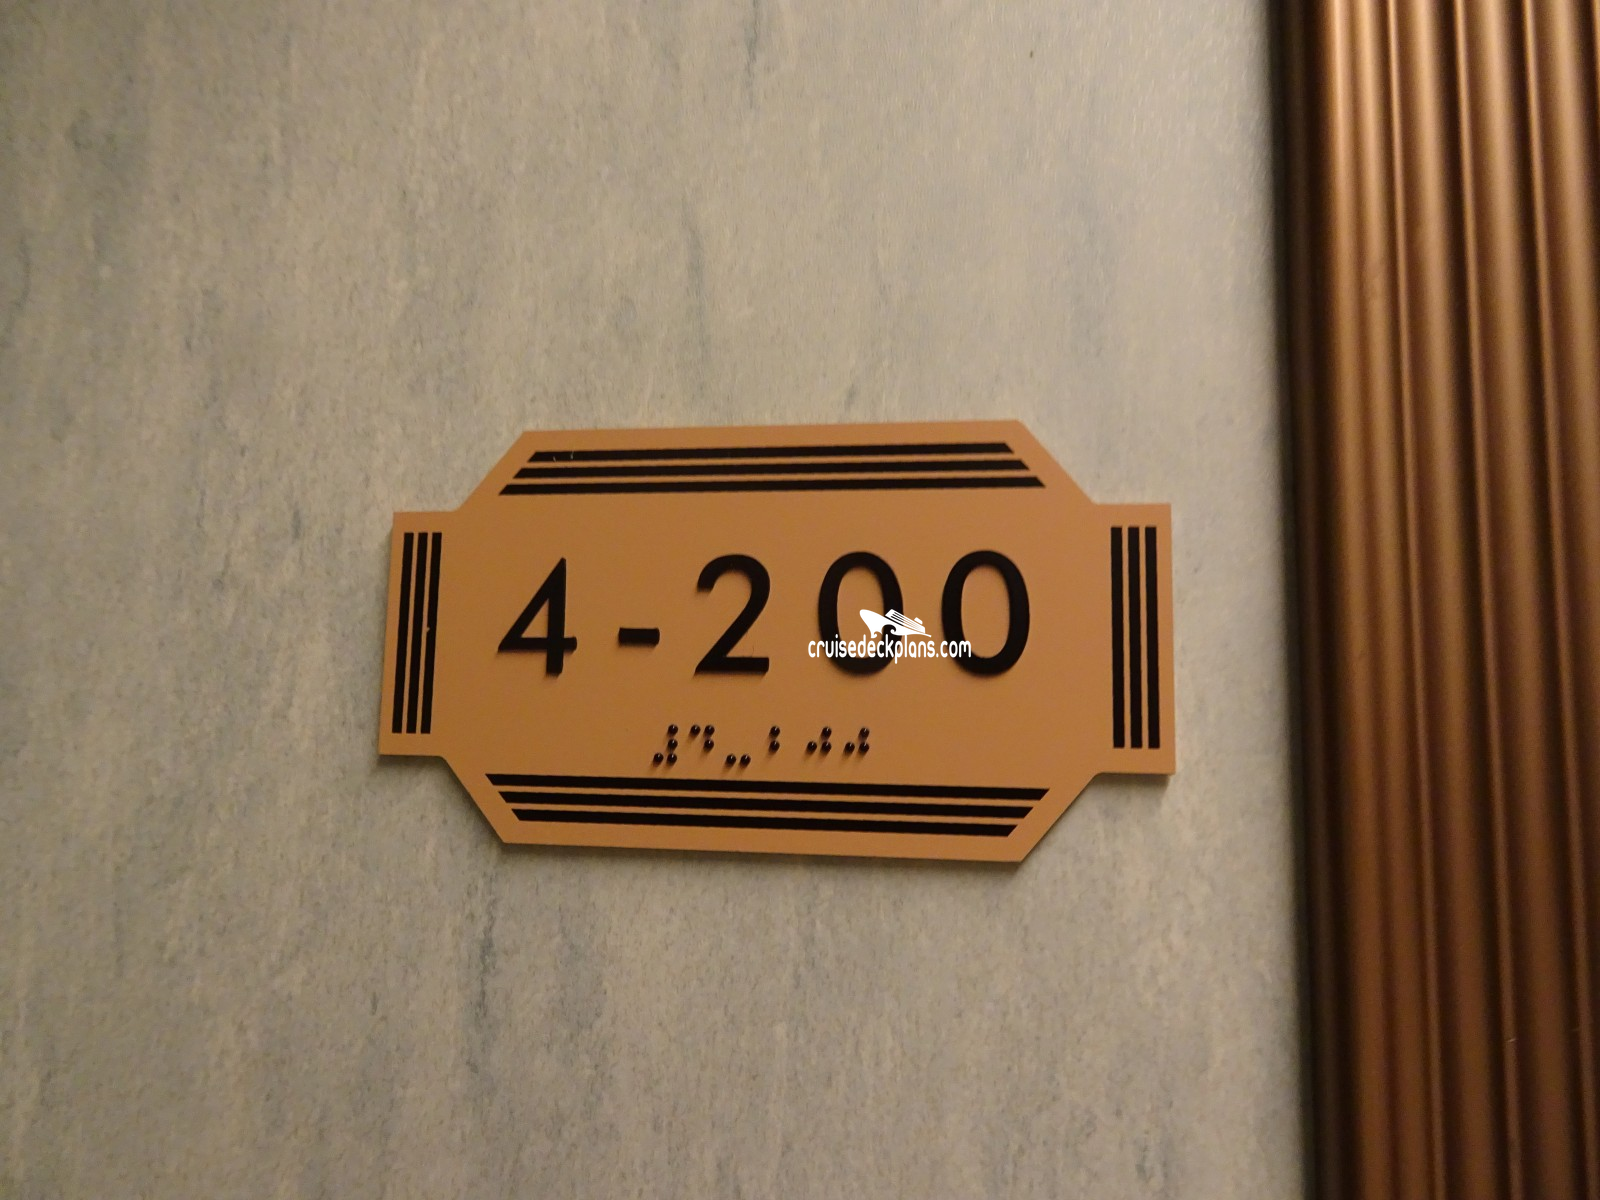 4-200
cruisedeckplans.com
⠼⠙⠤⠃⠚⠚